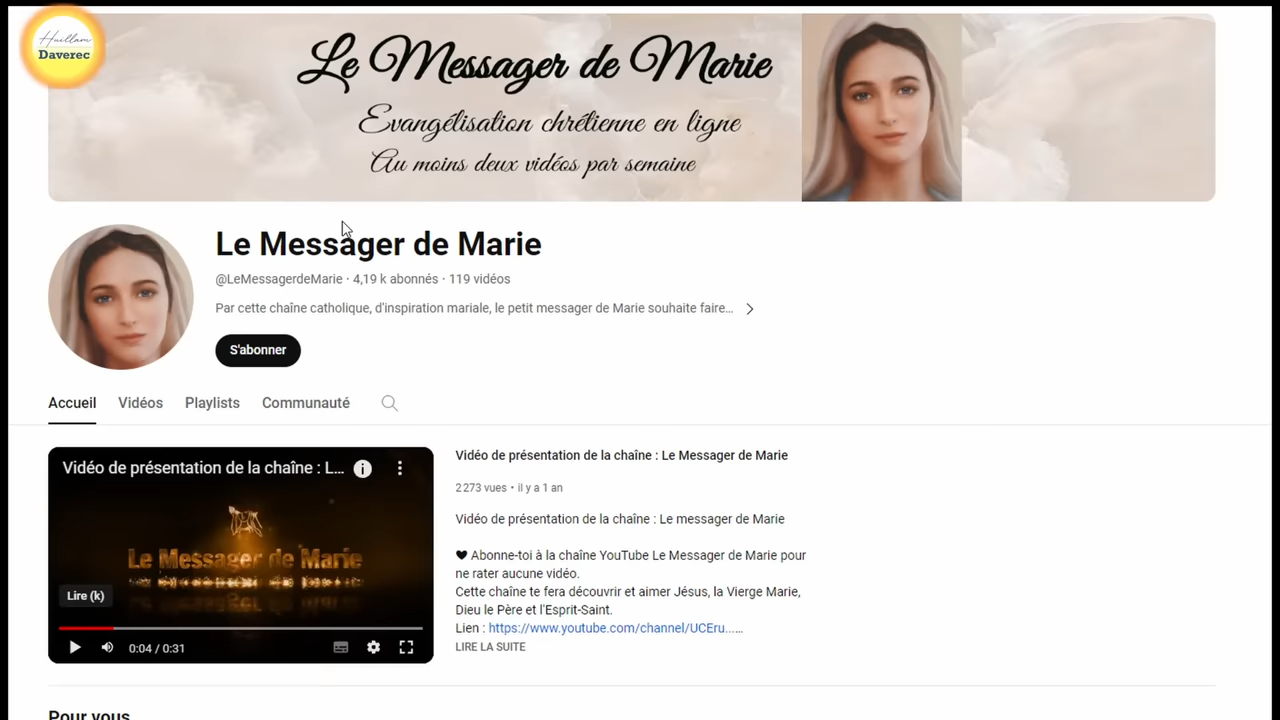 Huillam
Daverec
Le Messager de Marie
Evangélisation chrétienne en ligne
Au moins deux vidéos par semaine
Le Messager de Marie
@LeMessagerdeMarie · 4,19 k abonnés · 119 vidéos
Par cette chaîne catholique, d'inspiration mariale, le petit messager de Marie souhaite faire...
S'abonner
Accueil Vidéos Playlists Communauté
Vidéo de présentation de la chaîne : L...
Le Messager de Marie
Lire (k)
0:04 / 0:31
Vidéo de présentation de la chaîne : Le Messager de Marie
2 273 vues • il y a 1 an
Vidéo de présentation de la chaîne : Le messager de Marie
♥ Abonne-toi à la chaîne YouTube Le Messager de Marie pour
ne rater aucune vidéo.
Cette chaîne te fera découvrir et aimer Jésus, la Vierge Marie,
Dieu le Père et l'Esprit-Saint.
Lien : https://www.youtube.com/channel/UCEru......
LIRE LA SUITE
Pour vous